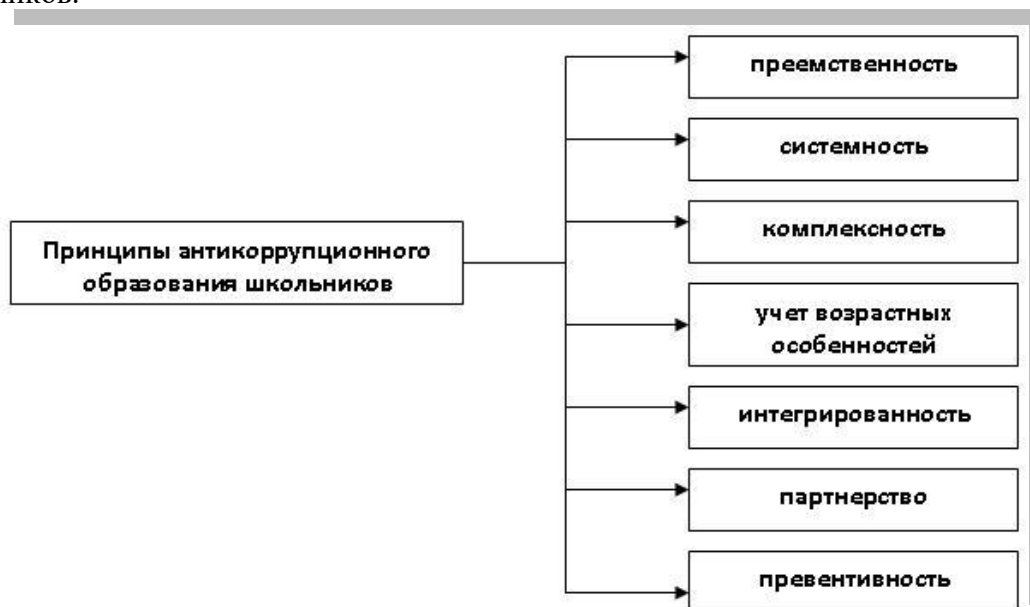 Принципы антикоррупционного
образования школьников
преемственность
системность
комплексность
учет возрастных
особенностей
интегрированность
партнерство
превентивность